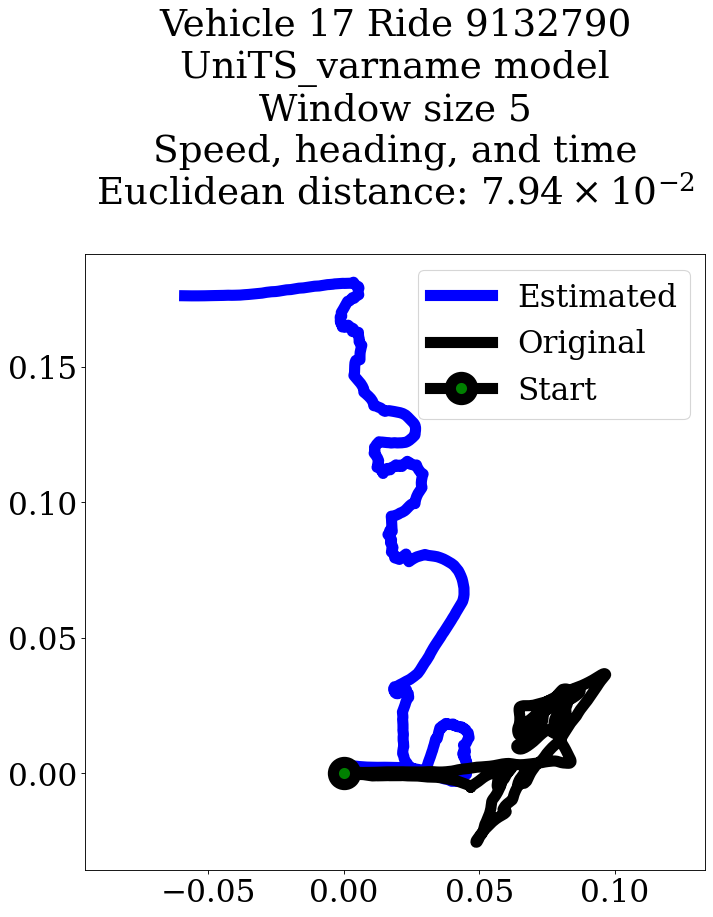 Vehicle 17 Ride 9132790
UniTS_varname model
Window size 5
Speed, heading, and time
Euclidean distance: 7.94 × 10⁻²
Estimated
Original
Start
0.15
0.10
0.05
0.00
−0.05 0.00 0.05 0.10